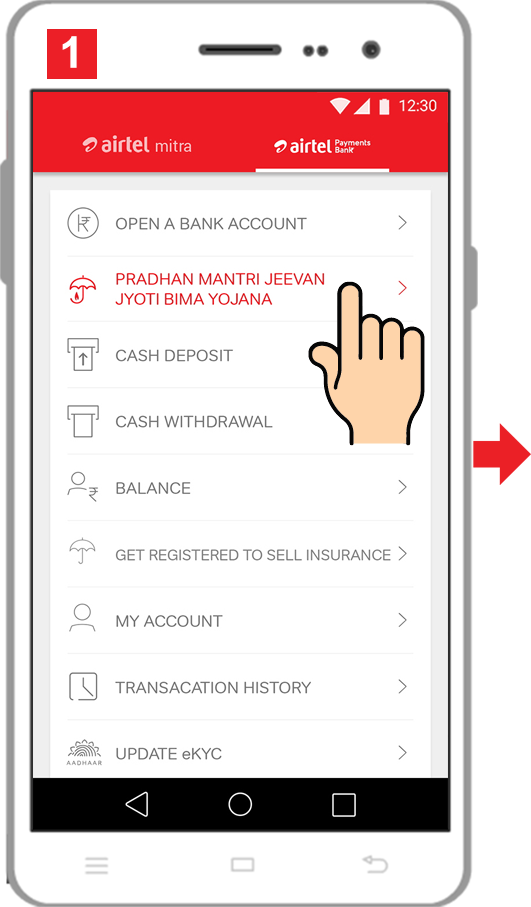 1
12:30
airtel mitra
airtel Payments Bank
OPEN A BANK ACCOUNT
PRADHAN MANTRI JEEVAN
JYOTI BIMA YOJANA
CASH DEPOSIT
CASH WITHDRAWAL
BALANCE
GET REGISTERED TO SELL INSURANCE
MY ACCOUNT
TRANSACATION HISTORY
AADHAAR
UPDATE eKYC